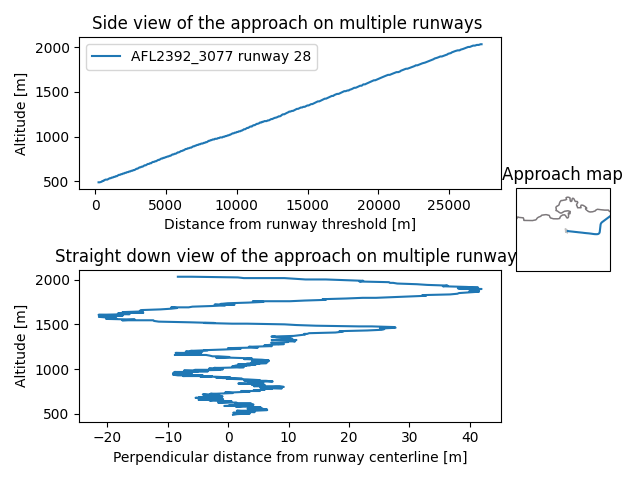 Side view of the approach on multiple runways
2000
1500
1000
500
Altitude [m]
AFL2392_3077 runway 28
0 5000 10000 15000 20000 25000
Distance from runway threshold [m]
Approach map
Straight down view of the approach on multiple runway
2000
1500
1000
500
Altitude [m]
−20 −10 0 10 20 30 40
Perpendicular distance from runway centerline [m]